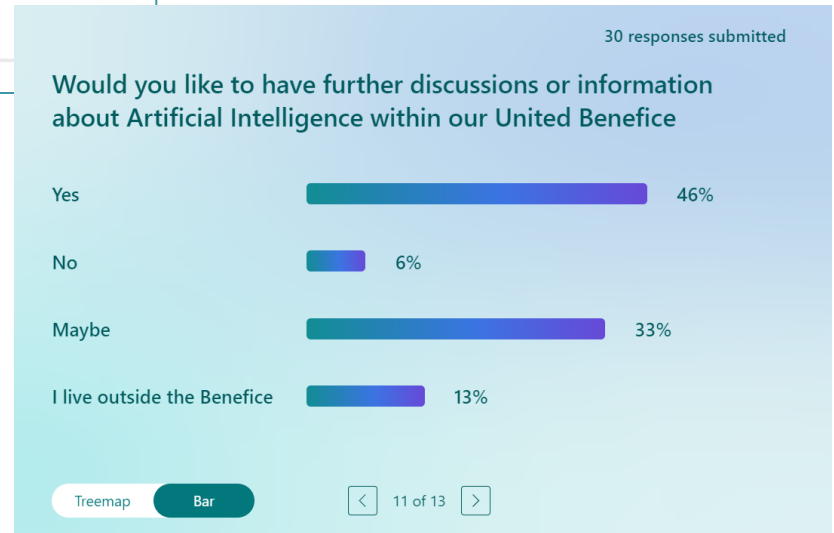 30 responses submitted
Would you like to have further discussions or information
about Artificial Intelligence within our United Benefice
Yes 46%
No 6%
Maybe 33%
I live outside the Benefice 13%
Treemap Bar 11 of 13